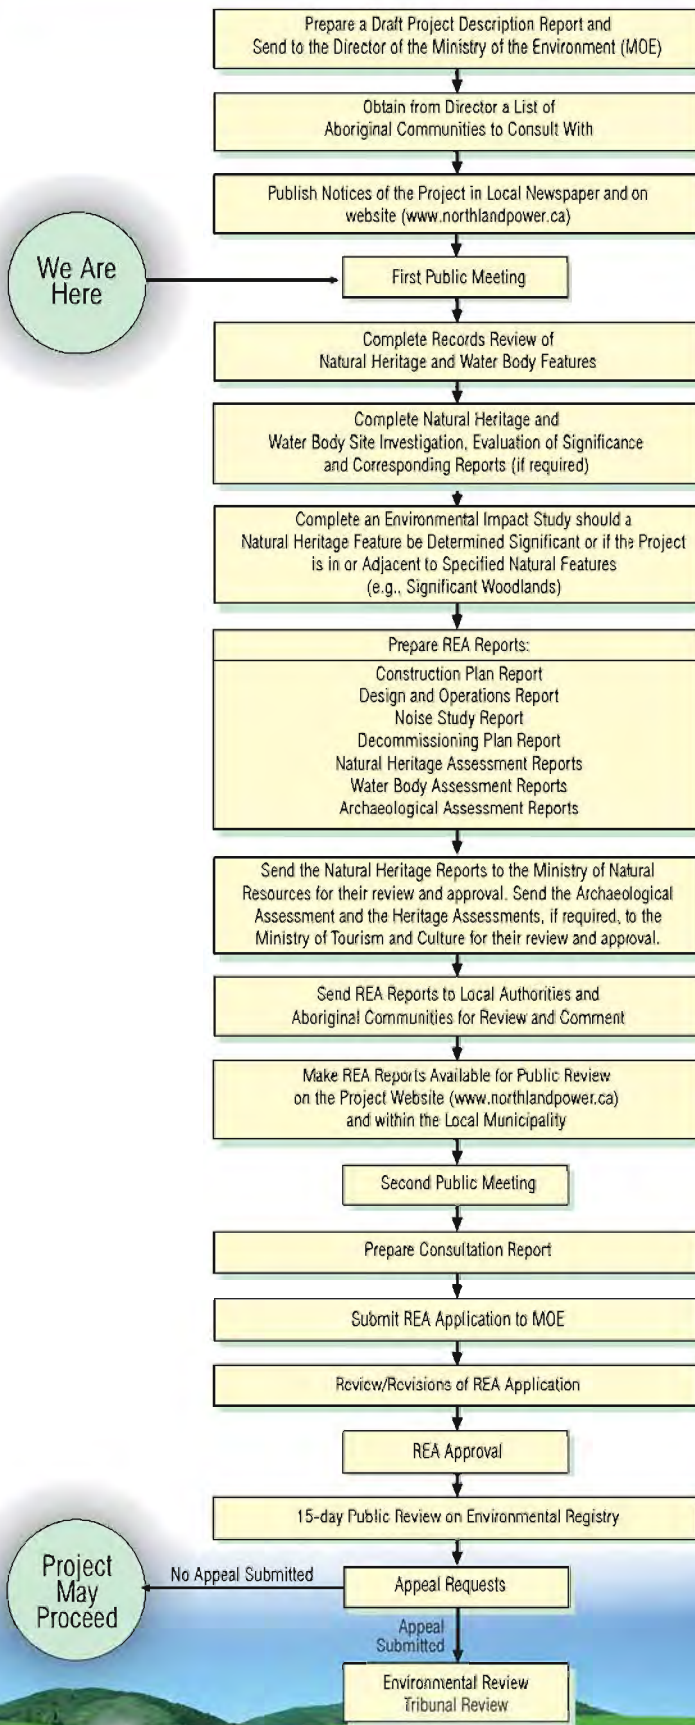 Prepare a Draft Project Description Report and
Send to the Director of the Ministry of the Environment (MOE)
Obtain from Director a List of
Aboriginal Communities to Consult With
Publish Notices of the Project in Local Newspaper and on
website (www.northlandpower.ca)
We Are
Here
First Public Meeting
Complete Records Review of
Natural Heritage and Water Body Features
Complete Natural Heritage and
Water Body Site Investigation, Evaluation of Significance
and Corresponding Reports (if required)
Complete an Environmental Impact Study should a
Natural Heritage Feature be Determined Significant or if the Project
is in or Adjacent to Specified Natural Features
(e.g., Significant Woodlands)
Prepare REA Reports:
Construction Plan Report
Design and Operations Report
Noise Study Report
Decommissioning Plan Report
Natural Heritage Assessment Reports
Water Body Assessment Reports
Archaeological Assessment Reports
Send the Natural Heritage Reports to the Ministry of Natural
Resources for their review and approval. Send the Archaeological
Assessment and the Heritage Assessments, if required, to the
Ministry of Tourism and Culture for their review and approval.
Send REA Reports to Local Authorities and
Aboriginal Communities for Review and Comment
Make REA Reports Available for Public Review
on the Project Website (www.northlandpower.ca)
and within the Local Municipality
Second Public Meeting
Prepare Consultation Report
Submit REA Application to MOE
Review/Revisions of REA Application
REA Approval
15-day Public Review on Environmental Registry
Project
May
Proceed
No Appeal Submitted
Appeal Requests
Appeal
Submitted
Environmental Review
Tribunal Review